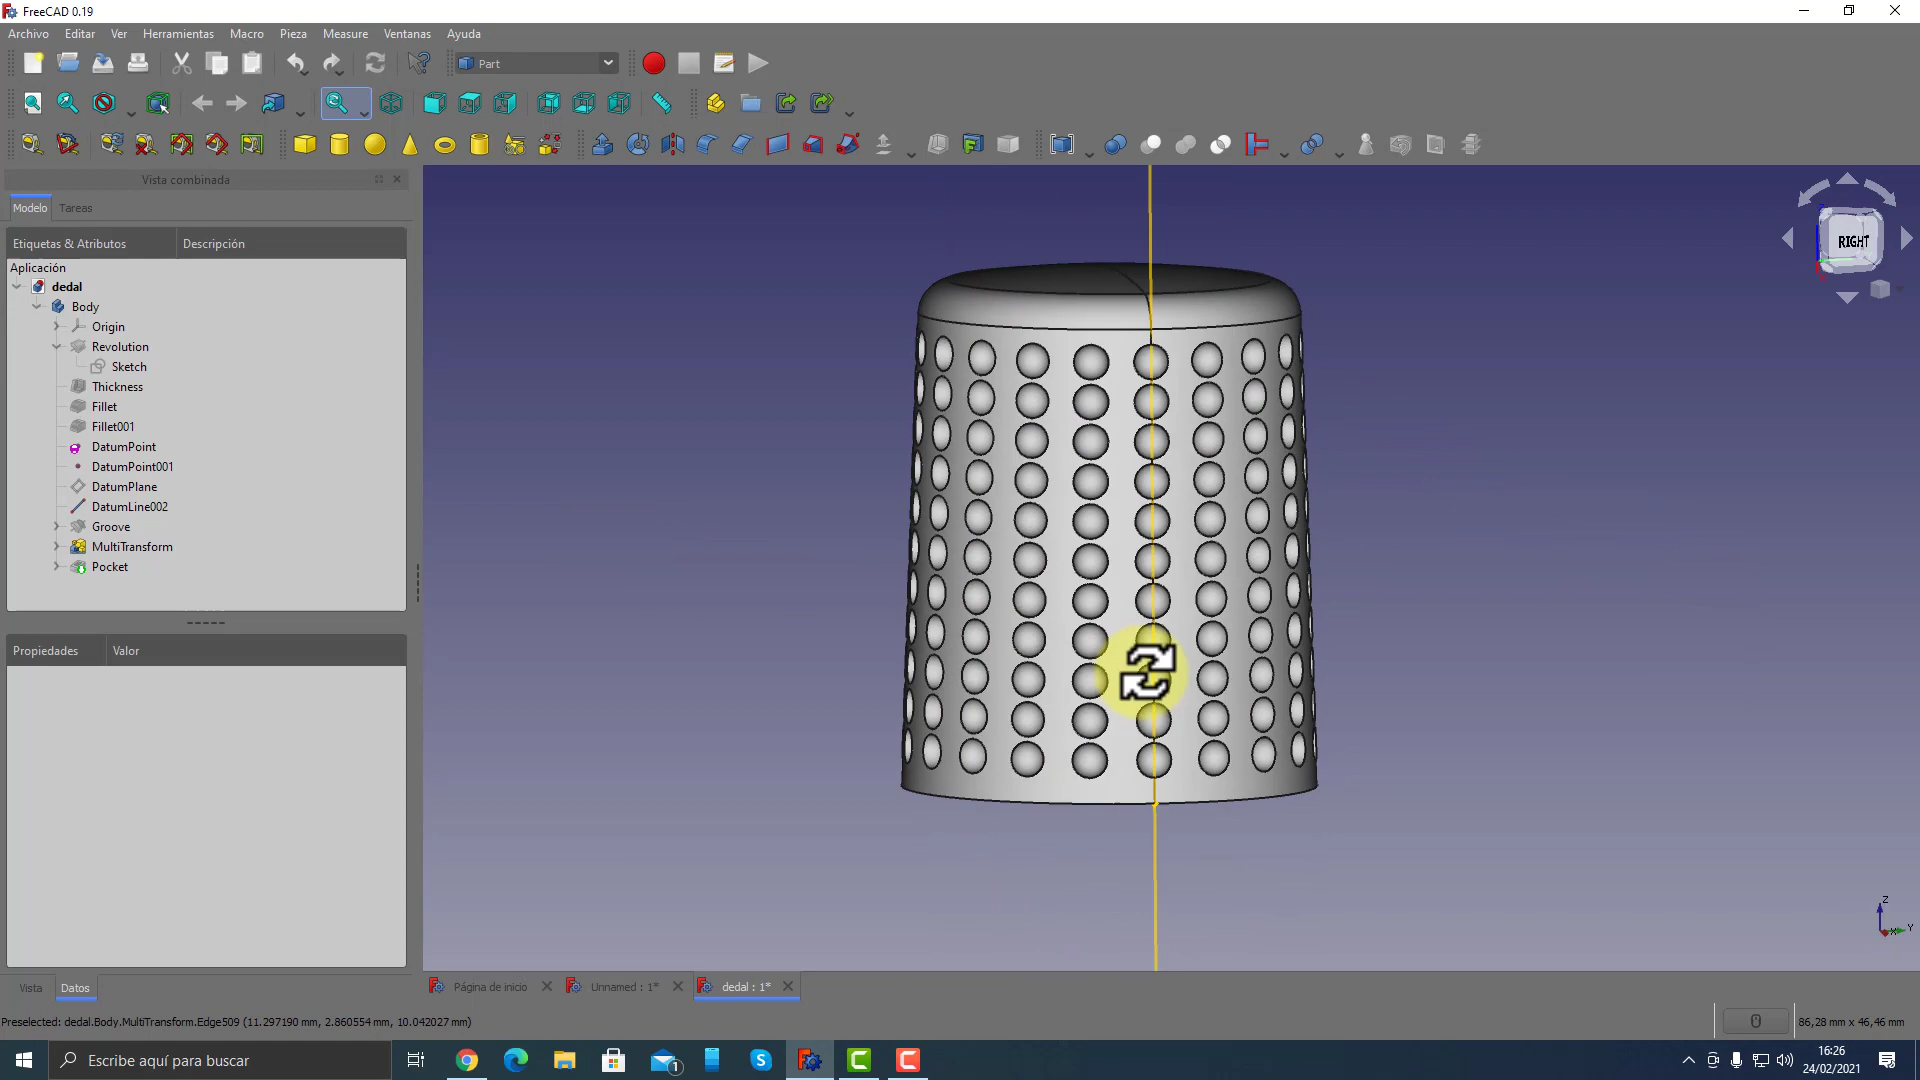 FreeCAD 0.19
Archivo Editar Ver Herramientas Macro Pieza Measure Ventanas Ayuda
Part
Vista combinada
Modelo Tareas
Etiquetas & Atributos Descripción
Aplicación
dedal
Body
Origin
Revolution
Sketch
Thickness
Fillet
Fillet001
DatumPoint
DatumPoint001
DatumPlane
DatumLine002
Groove
MultiTransform
Pocket
Propiedades Valor
RIGHT
Z
Y
Vista Datos
Página de inicio Unnamed : 1* dedal : 1*
Preselected: dedal.Body.MultiTransform.Edge509 (11.297190 mm, 2.860554 mm, 10.042027 mm)
86,28 mm x 46,46 mm
Escribe aquí para buscar
1
16:26
24/02/2021